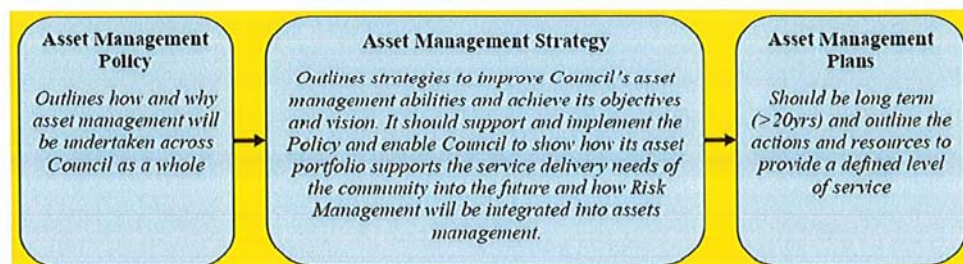 Asset Management
Policy
Outlines how and why
asset management will
be undertaken across
Council as a whole
Asset Management Strategy
Outlines strategies to improve Council's asset
management abilities and achieve its objectives
and vision. It should support and implement the
Policy and enable Council to show how its asset
portfolio supports the service delivery needs of
the community into the future and how Risk
Management will be integrated into assets
management.
Asset Management
Plans
Should be long term
(>20yrs) and outline the
actions and resources to
provide a defined level
of service